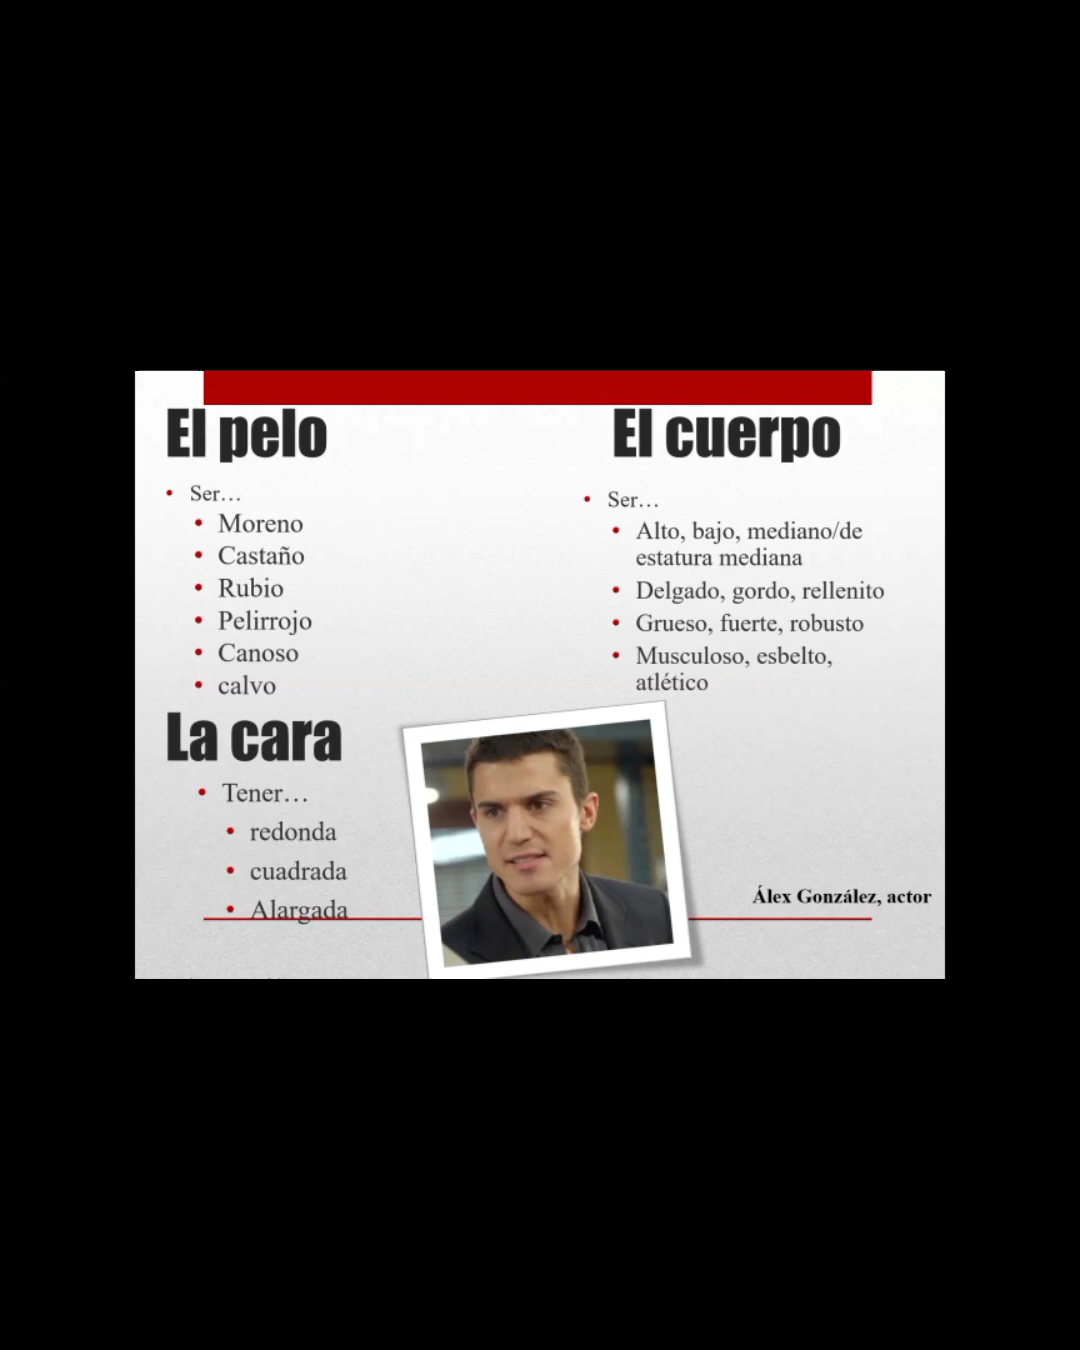 El pelo
Ser…
Moreno
Castaño
Rubio
Pelirrojo
Canoso
calvo
La cara
Tener…
redonda
cuadrada
Alargada
El cuerpo
Ser…
Alto, bajo, mediano/de
estatura mediana
Delgado, gordo, rellenito
Grueso, fuerte, robusto
Musculoso, esbelto,
atlético
Álex González, actor